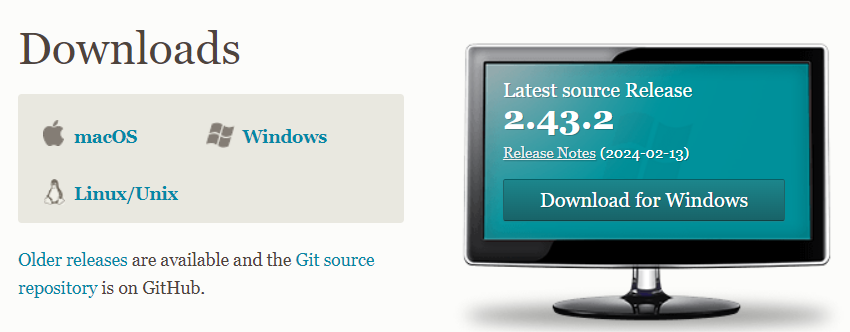 Downloads
macOS
Windows
Linux/Unix
Older releases are available and the Git source
repository is on GitHub.
Latest source Release
2.43.2
Release Notes (2024-02-13)
Download for Windows